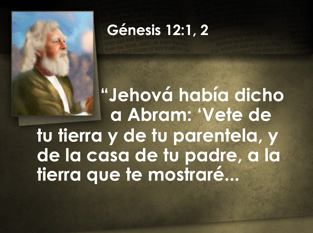 Génesis 12:1, 2
“Jehová había dicho
a Abram: ‘Vete de
tu tierra y de tu parentela, y
de la casa de tu padre, a la
tierra que te mostraré...